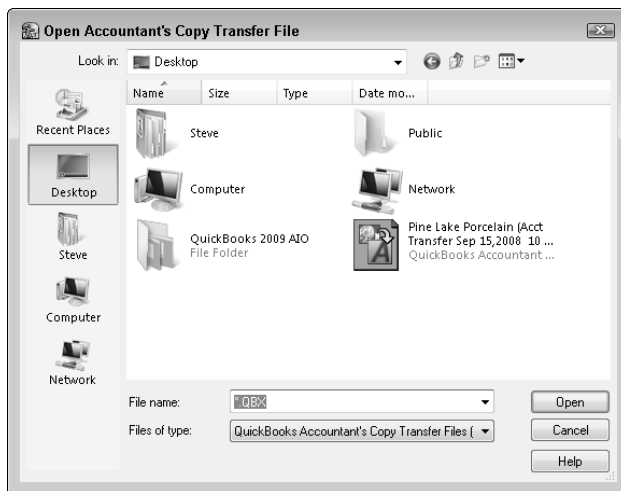 Open Accountant's Copy Transfer File
Look in:
Desktop
Name Size Type Date mo...
Recent Places
Desktop
Steve
Computer
Network
Steve
Public
Computer
Network
QuickBooks 2009 AIO
File Folder
Pine Lake Porcelain (Acct
Transfer Sep 15,2008 10 ...
QuickBooks Accountant ...
File name: *.QBX
Open
Files of type: QuickBooks Accountant's Copy Transfer Files (
Cancel
Help